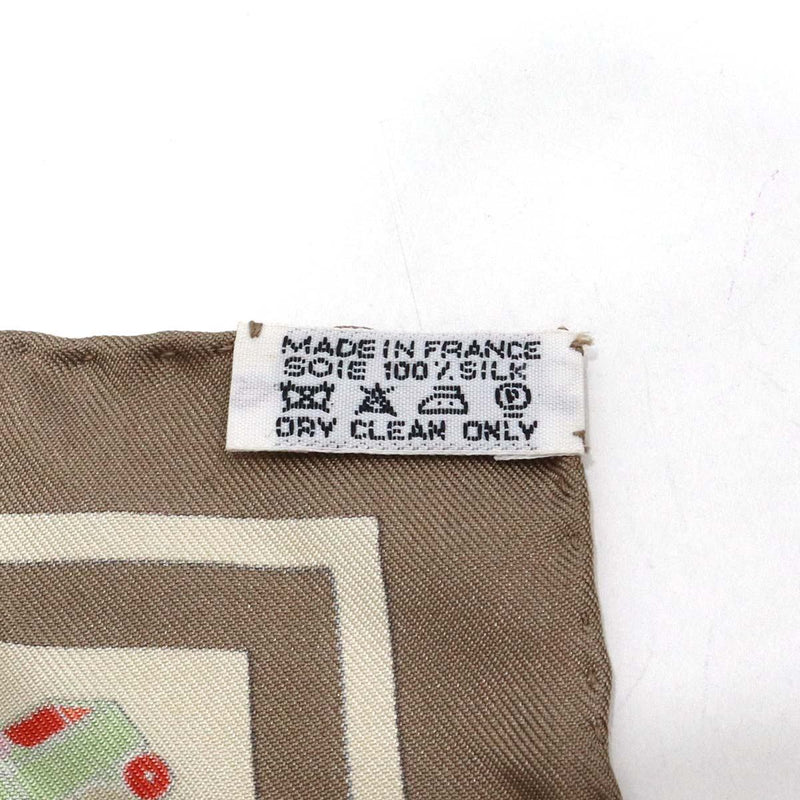 MADE IN FRANCE
SOIE 100% SILK
P
DRY CLEAN ONLY